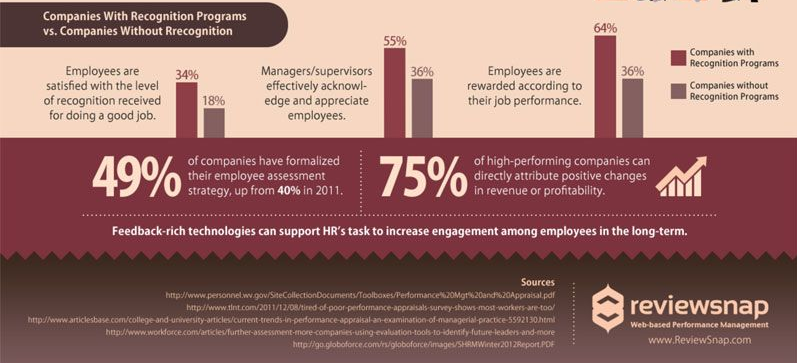 Companies With Recognition Programs
vs. Companies Without Rrecognition
Employees are
satisfied with the level
of recognition received
for doing a good job.
34%
18%
Managers/supervisors
effectively acknowl-
edge and appreciate
employees.
55%
36%
Employees are
rewarded according to
their job performance.
64%
36%
Companies with
Recognition Programs
Companies without
Recognition Programs
49%
of companies have formalized
their employee assessment
strategy, up from 40% in 2011.
75%
of high-performing companies can
directly attribute positive changes
in revenue or profitability.
Feedback-rich technologies can support HR's task to increase engagement among employees in the long-term.
Sources
http://www.personnel.wv.gov/SiteCollectionDocuments/Toolboxes/Performance%20Mgt%20and%20Appraisal.pdf
http://www.tlnt.com/2011/12/08/tired-of-poor-performance-appraisals-survey-shows-most-workers-are-too/
http://www.articlesbase.com/college-and-university-articles/current-trends-in-performance-appraisal-an-examination-of-managerial-practice-5592130.html
http://www.workforce.com/articles/further-assessment-more-companies-using-evaluation-tools-to-identify-future-leaders-and-more
http://go.globoforce.com/rs/globoforce/images/SHRMWinter2012Report.PDF
reviewsnap
Web-based Performance Management
www.ReviewSnap.com